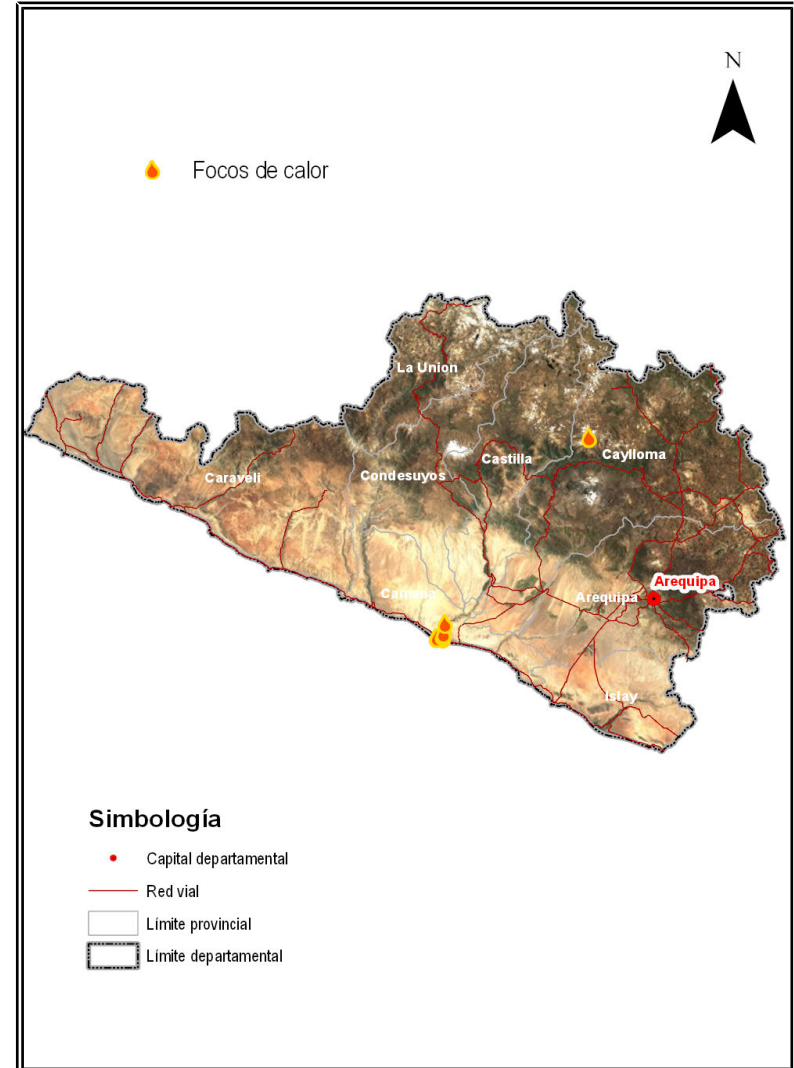 N
Focos de calor
La Union
Caylloma
Castilla
Condesuyos
Caraveli
Arequipa
Camana
Arequipa
Islay
Simbología
Capital departamental
Red vial
Límite provincial
Límite departamental